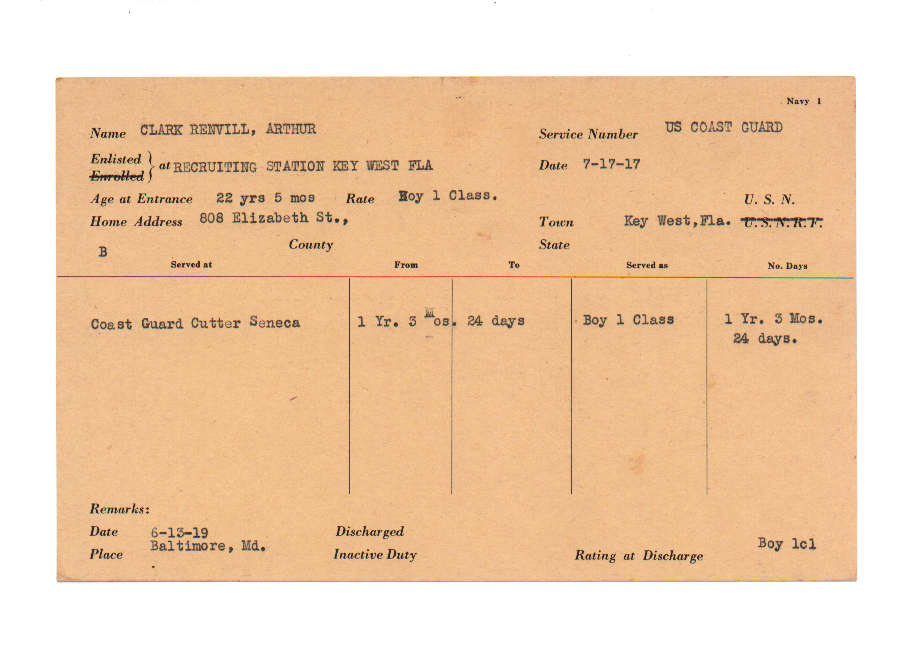 Navy 1
Name CLARK RENVILL, ARTHUR Service Number US COAST GUARD
Enlisted
Enrolled } at RECRUITING STATION KEY WEST FLA Date 7-17-17
Age at Entrance 22 yrs 5 mos Rate Boy 1 Class. U. S. N.
Home Address 808 Elizabeth St., Town Key West,Fla. U. S. N. R. F.
B County State
Served at From To Served as No. Days
Coast Guard Cutter Seneca 1 Yr. 3 Mos. 24 days Boy 1 Class 1 Yr. 3 Mos.
24 days.
Remarks:
Date 6-13-19 Discharged
Place Baltimore, Md. Inactive Duty Rating at Discharge Boy 1cl